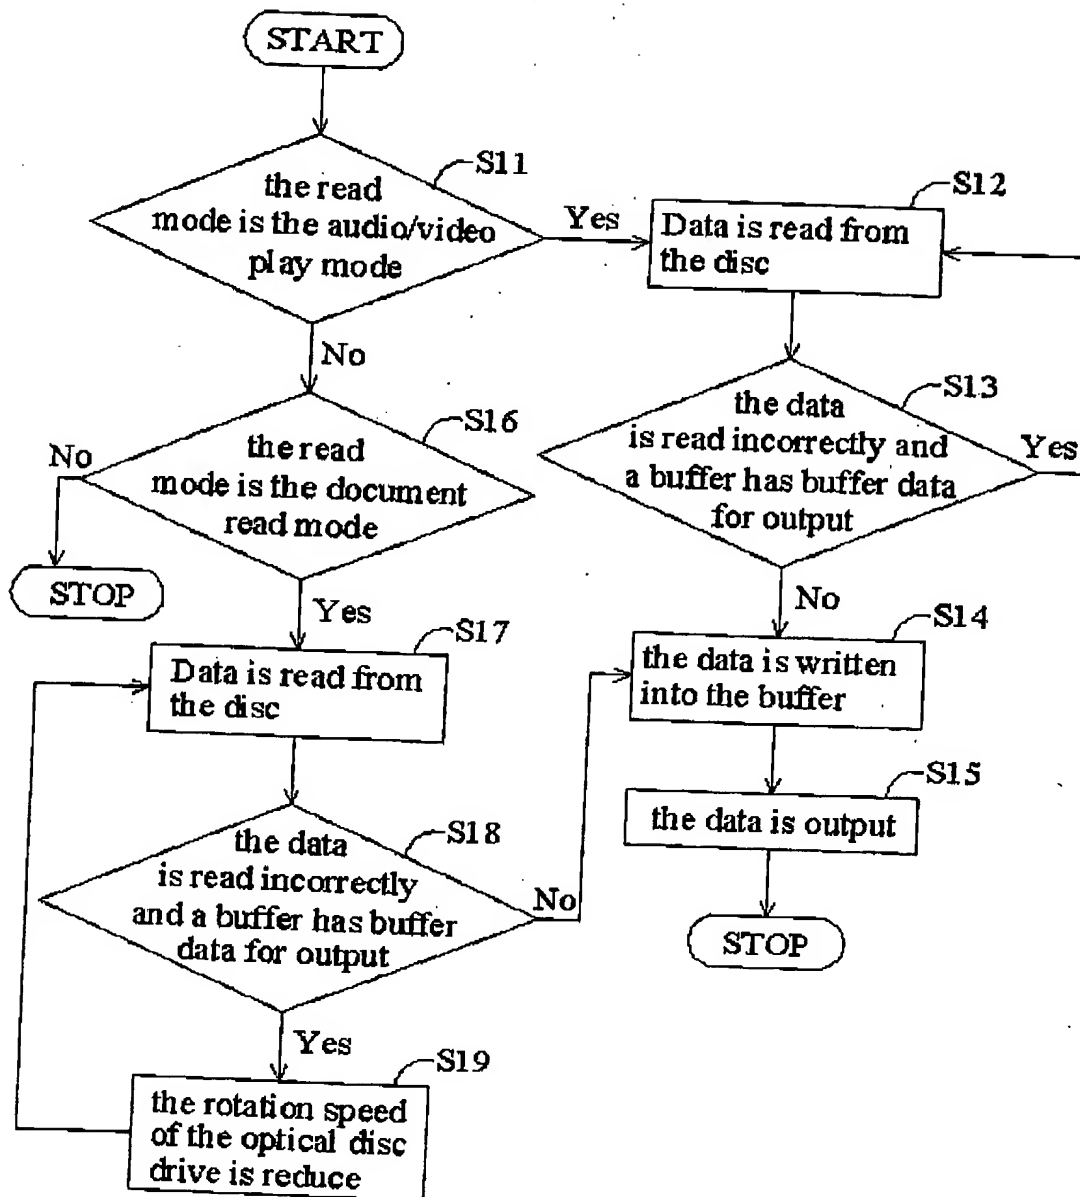 START
S11
the read
mode is the audio/video
play mode
Yes
S12
Data is read from
the disc
No
S16
the read
mode is the document
read mode
No
STOP
S13
the data
is read incorrectly and
a buffer has buffer data
for output
Yes
No
Yes
S17
Data is read from
the disc
S14
the data is written
into the buffer
S15
the data is output
STOP
S18
the data
is read incorrectly
and a buffer has buffer
data for output
No
Yes
S19
the rotation speed
of the optical disc
drive is reduce